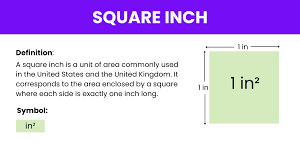 SQUARE INCH
Definition:
A square inch is a unit of area commonly used
in the United States and the United Kingdom. It
corresponds to the area enclosed by a square
where each side is exactly one inch long.
Symbol:
in²
1 in
1 in
1 in²